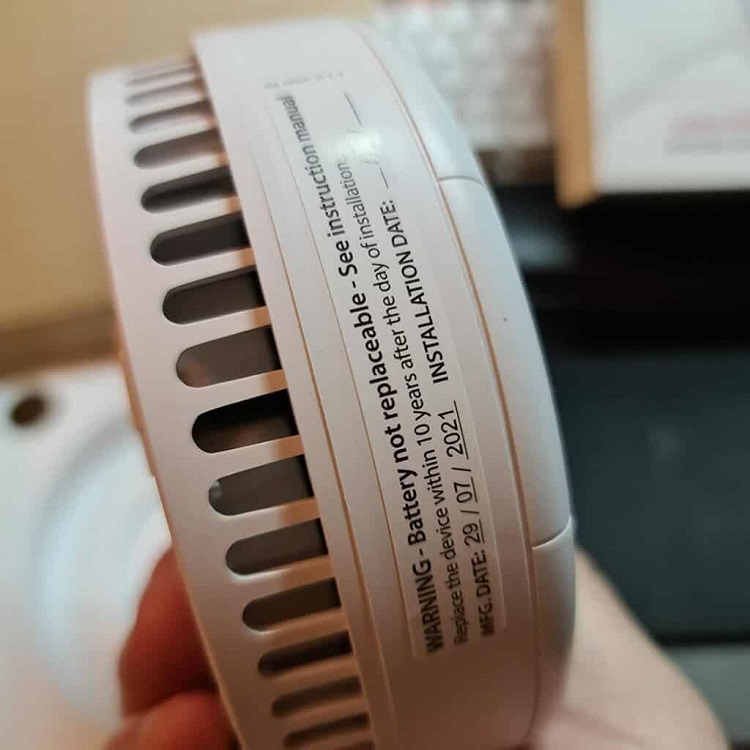 WARNING - Battery not replaceable - See instruction manual
Replace the device within 10 years after the day of installation.
MFG. DATE: 29 / 07 / 2021 INSTALLATION DATE: __/__/____